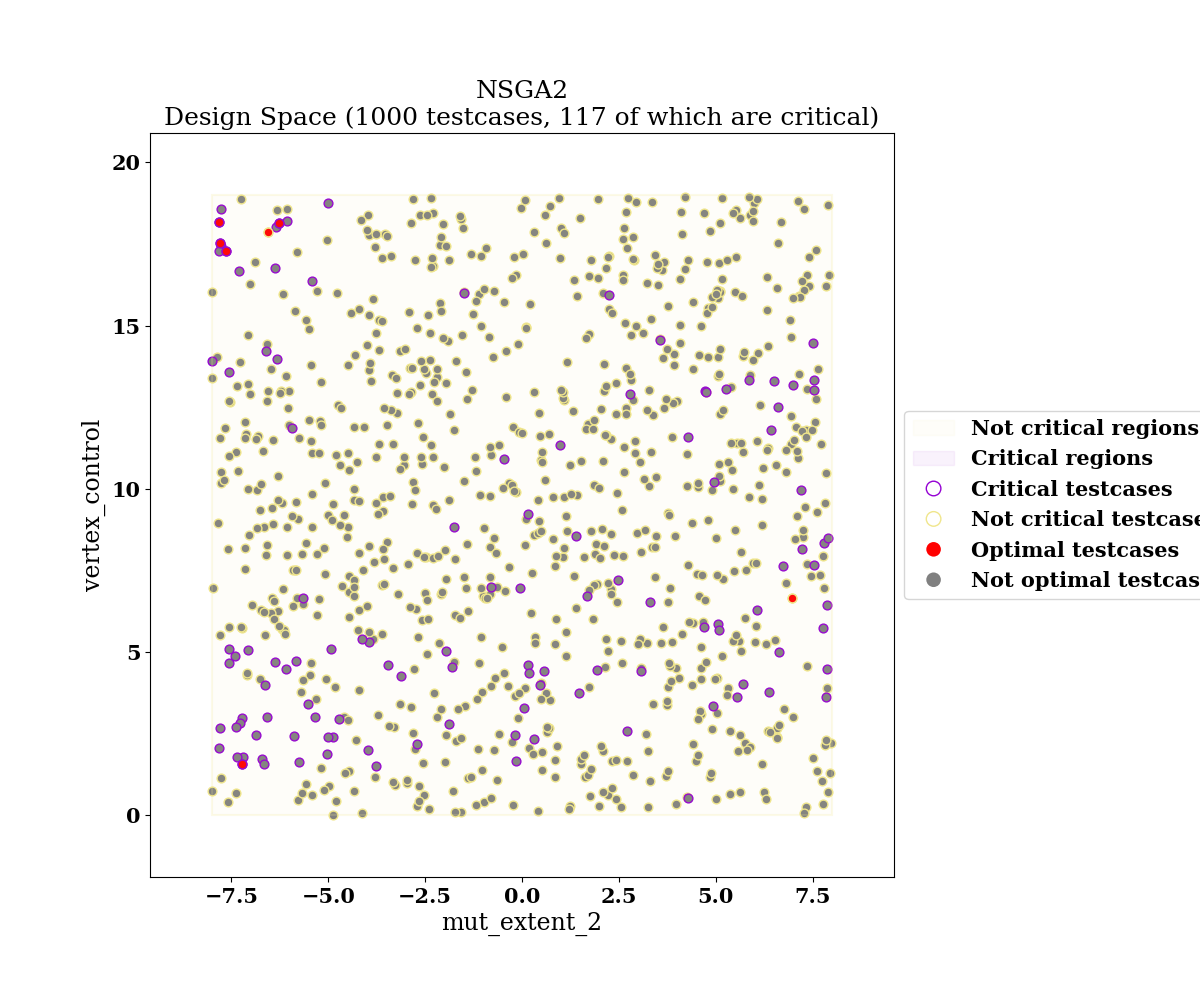 NSGA2
Design Space (1000 testcases, 117 of which are critical)
20
15
10
5
0
vertex_control
−7.5
−5.0
−2.5
0.0
2.5
5.0
7.5
mut_extent_2
Not critical regions
Critical regions
Critical testcases
Not critical testcase
Optimal testcases
Not optimal testcas